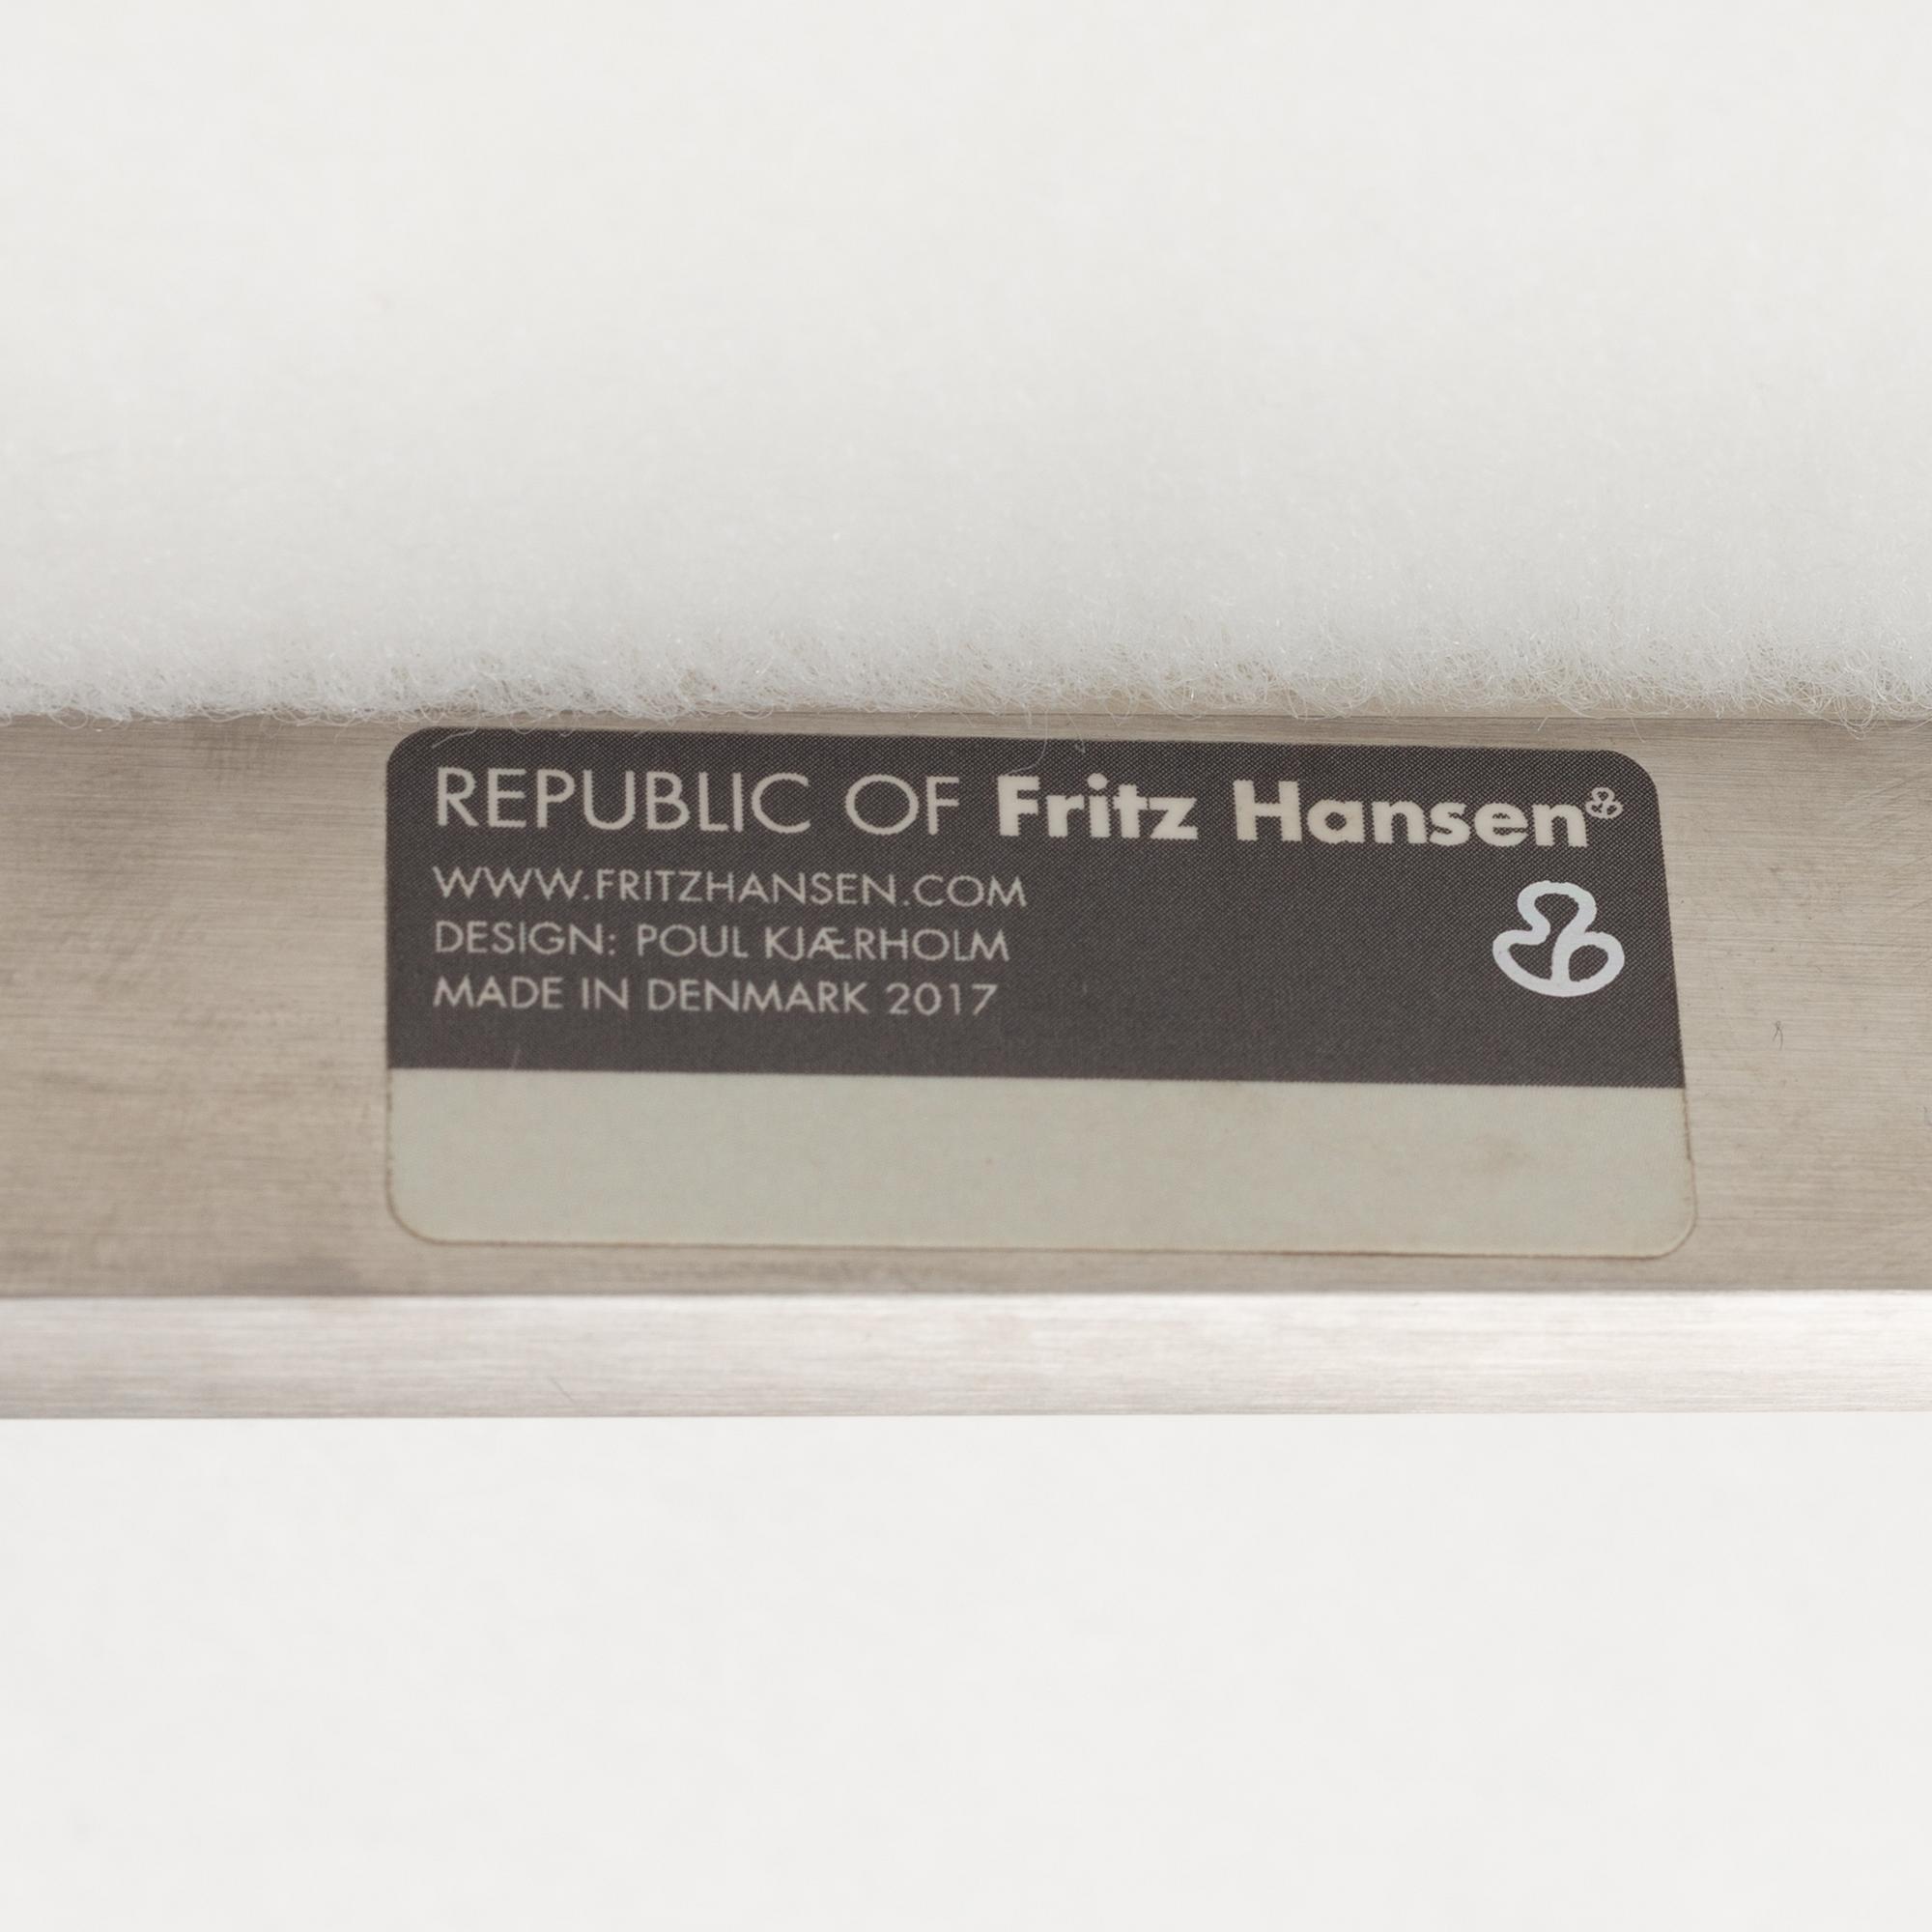 REPUBLIC OF Fritz Hansen
WWW.FRITZHANSEN.COM
DESIGN: POUL KJÆRHOLM
MADE IN DENMARK 2017